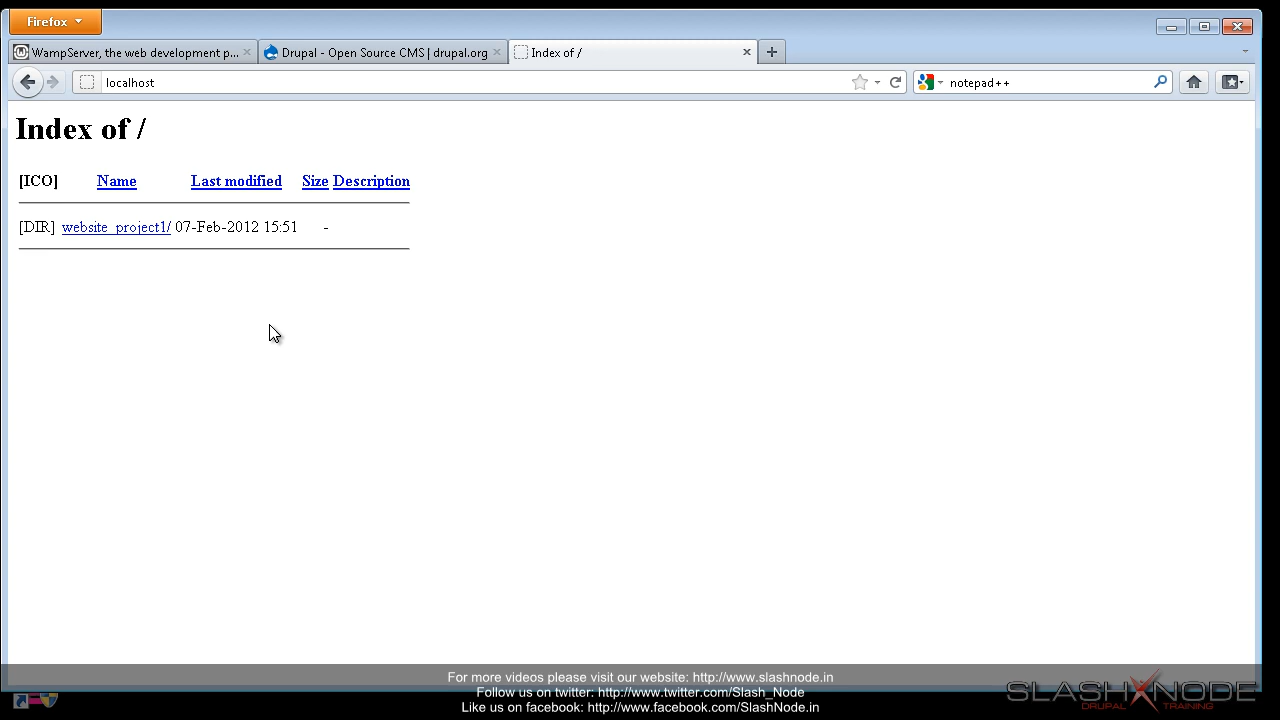 Firefox
WampServer, the web development p...
Drupal - Open Source CMS | drupal.org
Index of /
localhost
notepad++
Index of /
[ICO] Name Last modified Size Description
[DIR] website_project1/ 07-Feb-2012 15:51 -
For more videos please visit our website: http://www.slashnode.in
Follow us on twitter: http://www.twitter.com/Slash_Node
Like us on facebook: http://www.facebook.com/SlashNode.in
SLASH NODE
DRUPAL TRAINING